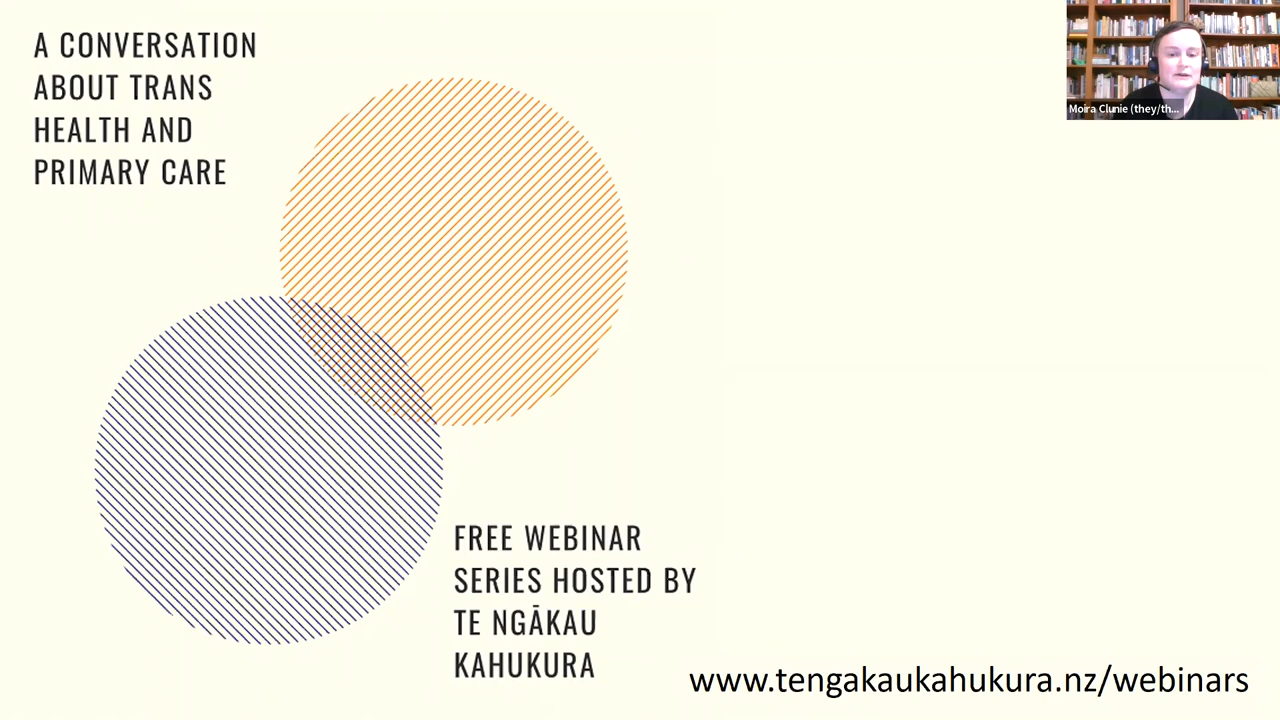 A CONVERSATION
ABOUT TRANS
HEALTH AND
PRIMARY CARE
Moira Clunie (they/th...
FREE WEBINAR
SERIES HOSTED BY
TE NGĀKAU
KAHUKURA
www.tengakaukahukura.nz/webinars